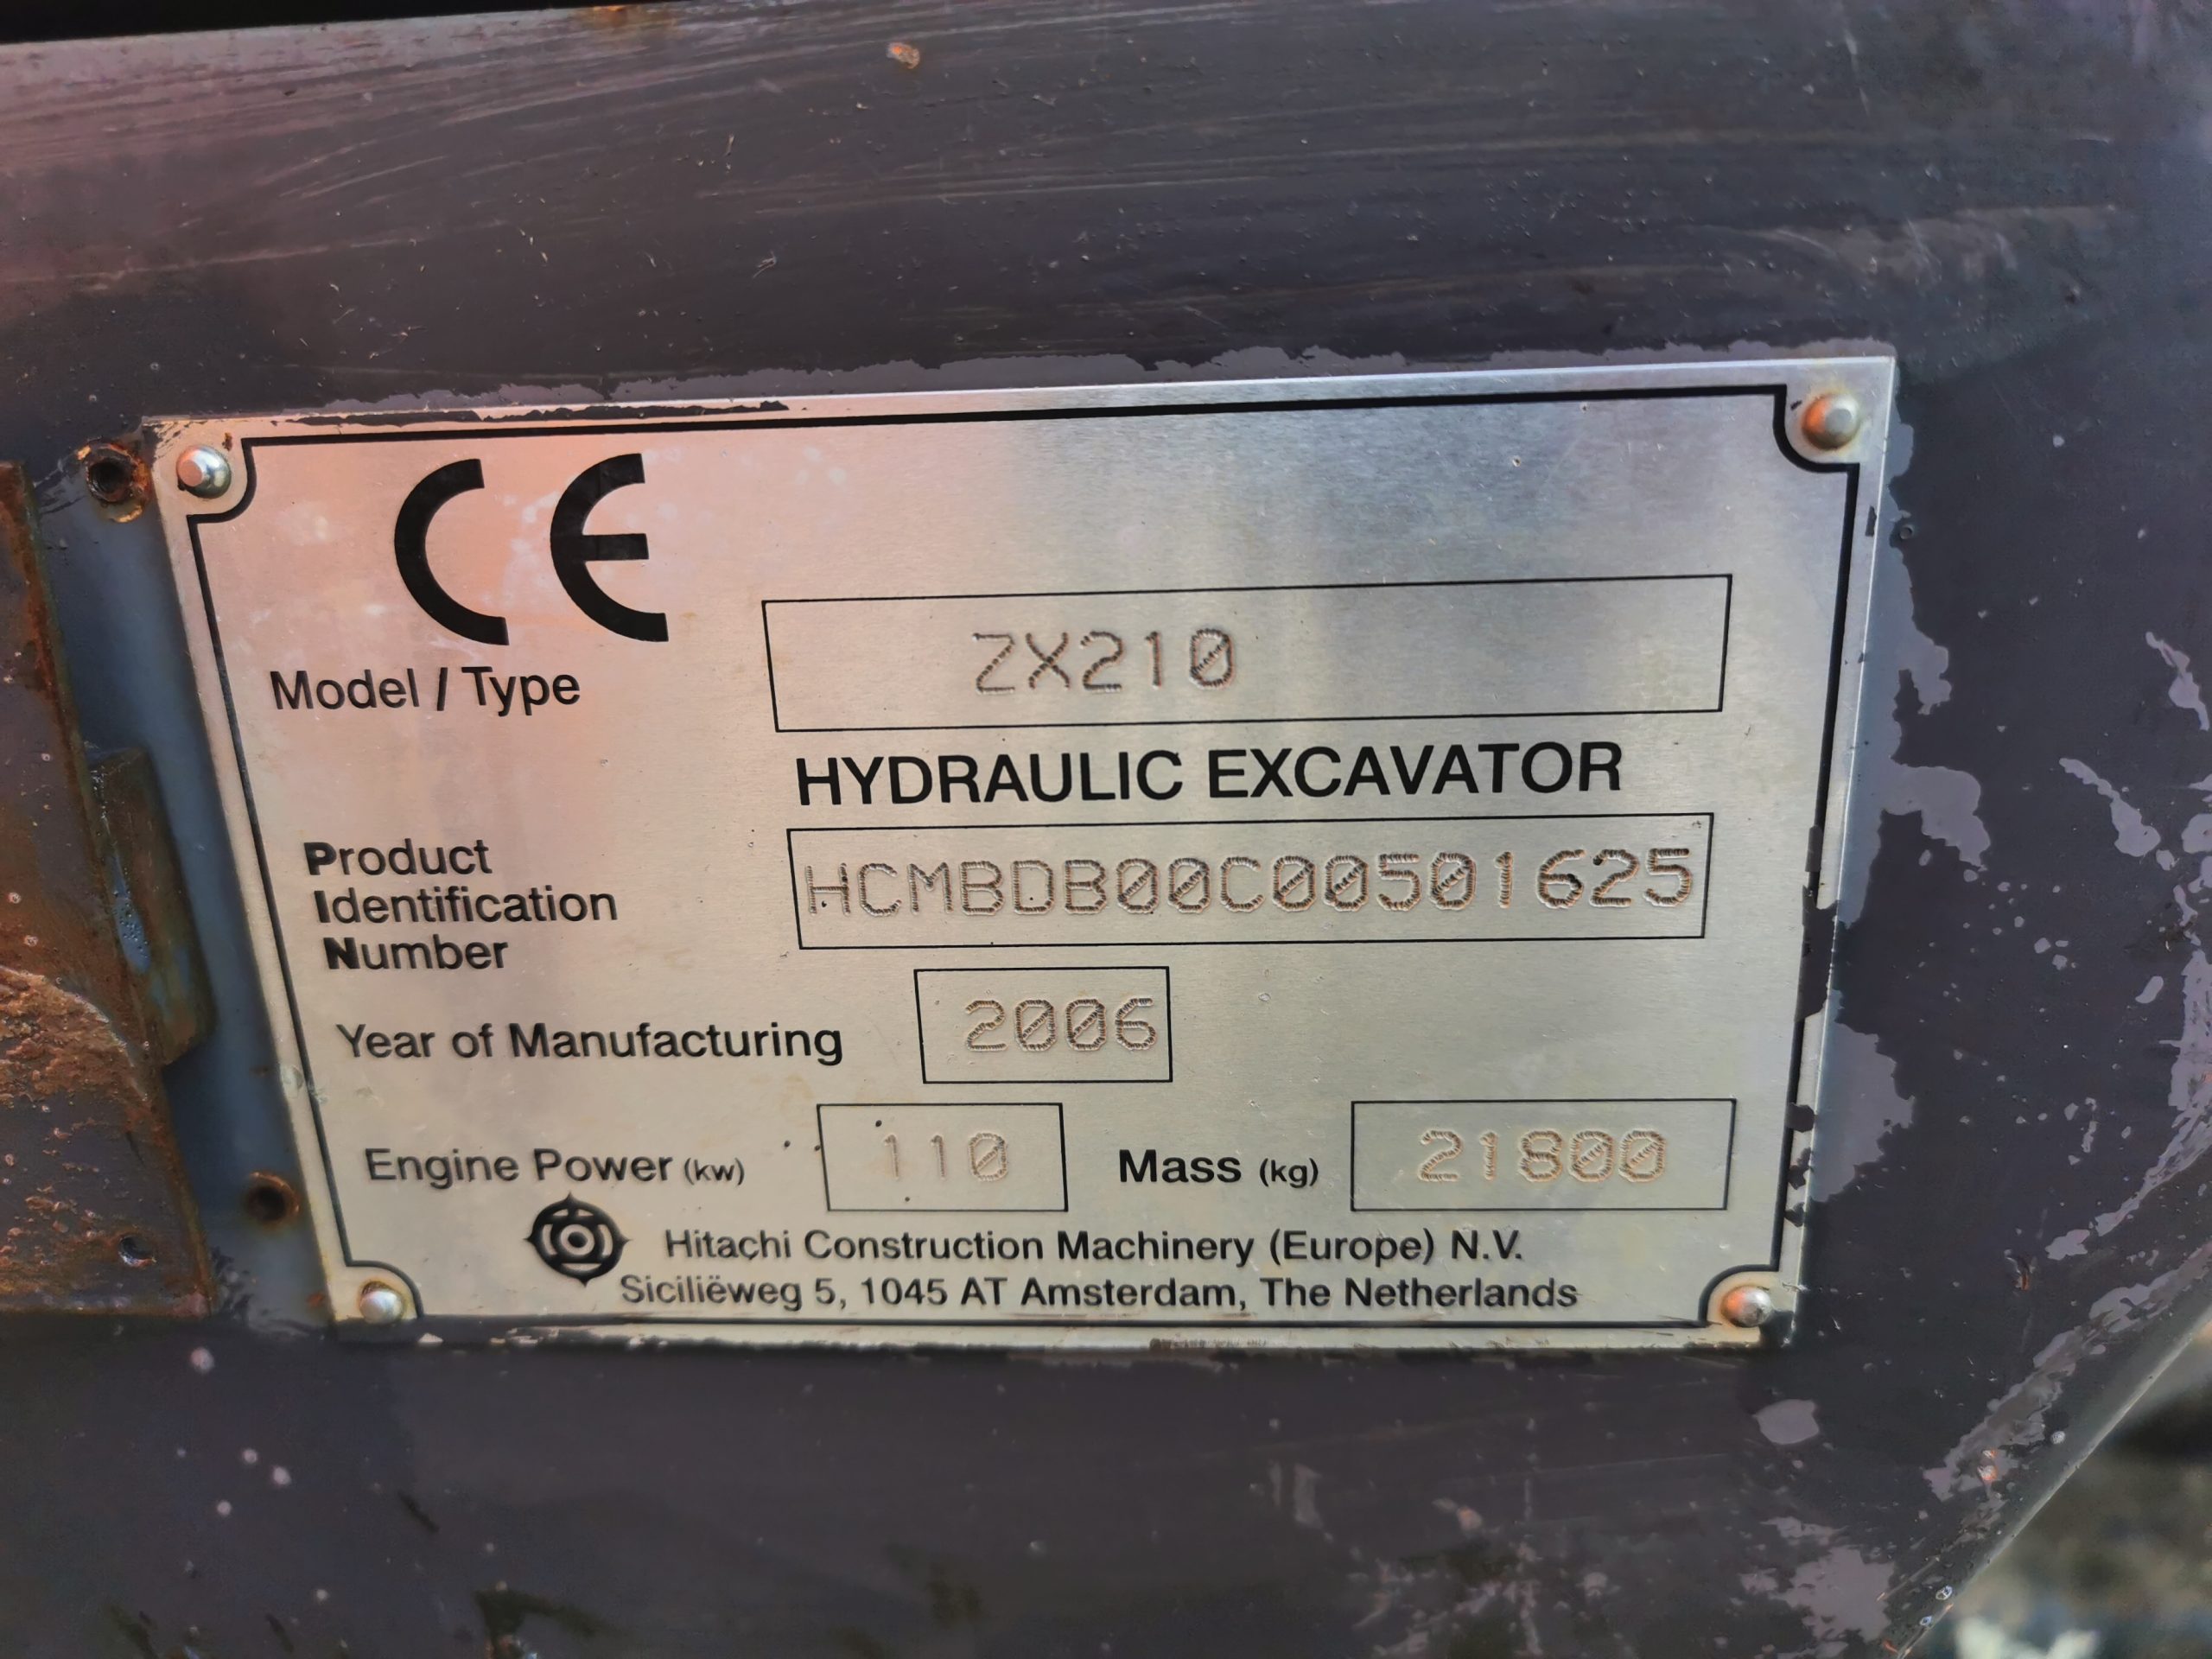 CE
Model / Type ZX210
HYDRAULIC EXCAVATOR
Product
Identification HCMBDB00C00501625
Number
Year of Manufacturing 2006
Engine Power (kw) 110 Mass (kg) 21800
Hitachi Construction Machinery (Europe) N.V.
Siciliëweg 5, 1045 AT Amsterdam, The Netherlands